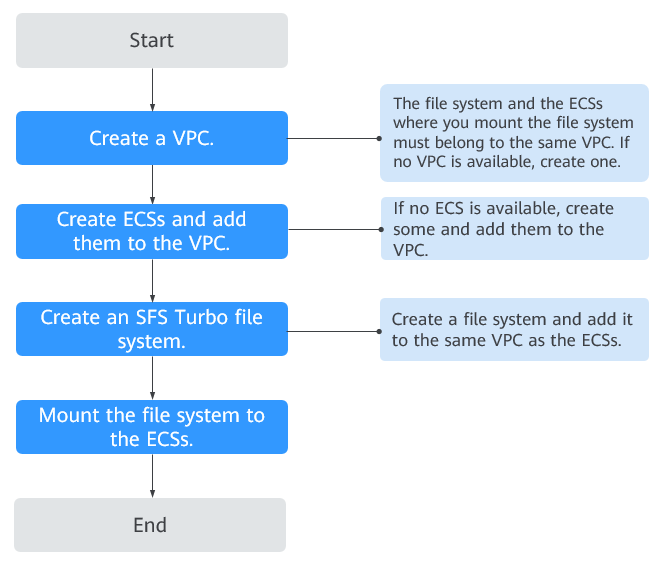 Start
Create a VPC.
The file system and the ECSs
where you mount the file system
must belong to the same VPC. If
no VPC is available, create one.
Create ECSs and add
them to the VPC.
If no ECS is available, create
some and add them to the
VPC.
Create an SFS Turbo file
system.
Create a file system and add it
to the same VPC as the ECSs.
Mount the file system to
the ECSs.
End